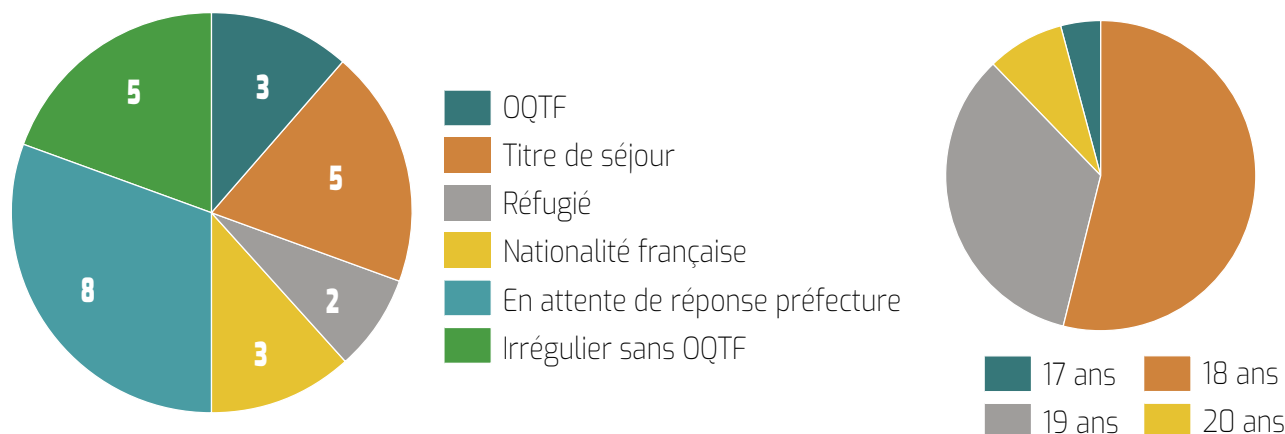 3
5
2
3
8
5
OQTF
Titre de séjour
Réfugié
Nationalité française
En attente de réponse préfecture
Irrégulier sans OQTF
17 ans
18 ans
19 ans
20 ans